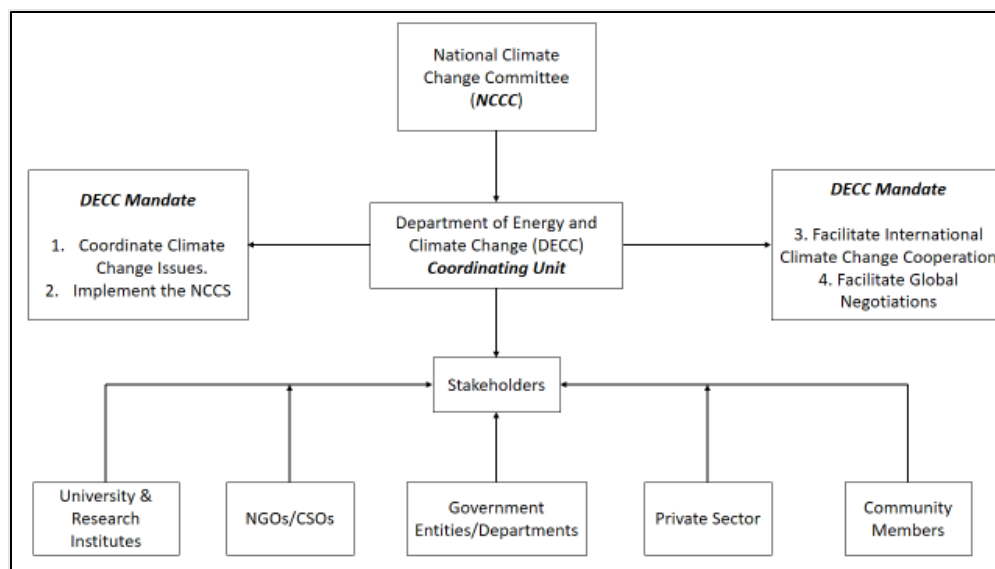 National Climate
Change Committee
(NCCC)
DECC Mandate
1. Coordinate Climate
Change Issues.
2. Implement the NCCS
Department of Energy and
Climate Change (DECC)
Coordinating Unit
DECC Mandate
3. Facilitate International
Climate Change Cooperation
4. Facilitate Global
Negotiations
Stakeholders
University &
Research
Institutes
NGOs/CSOs
Government
Entities/Departments
Private Sector
Community
Members